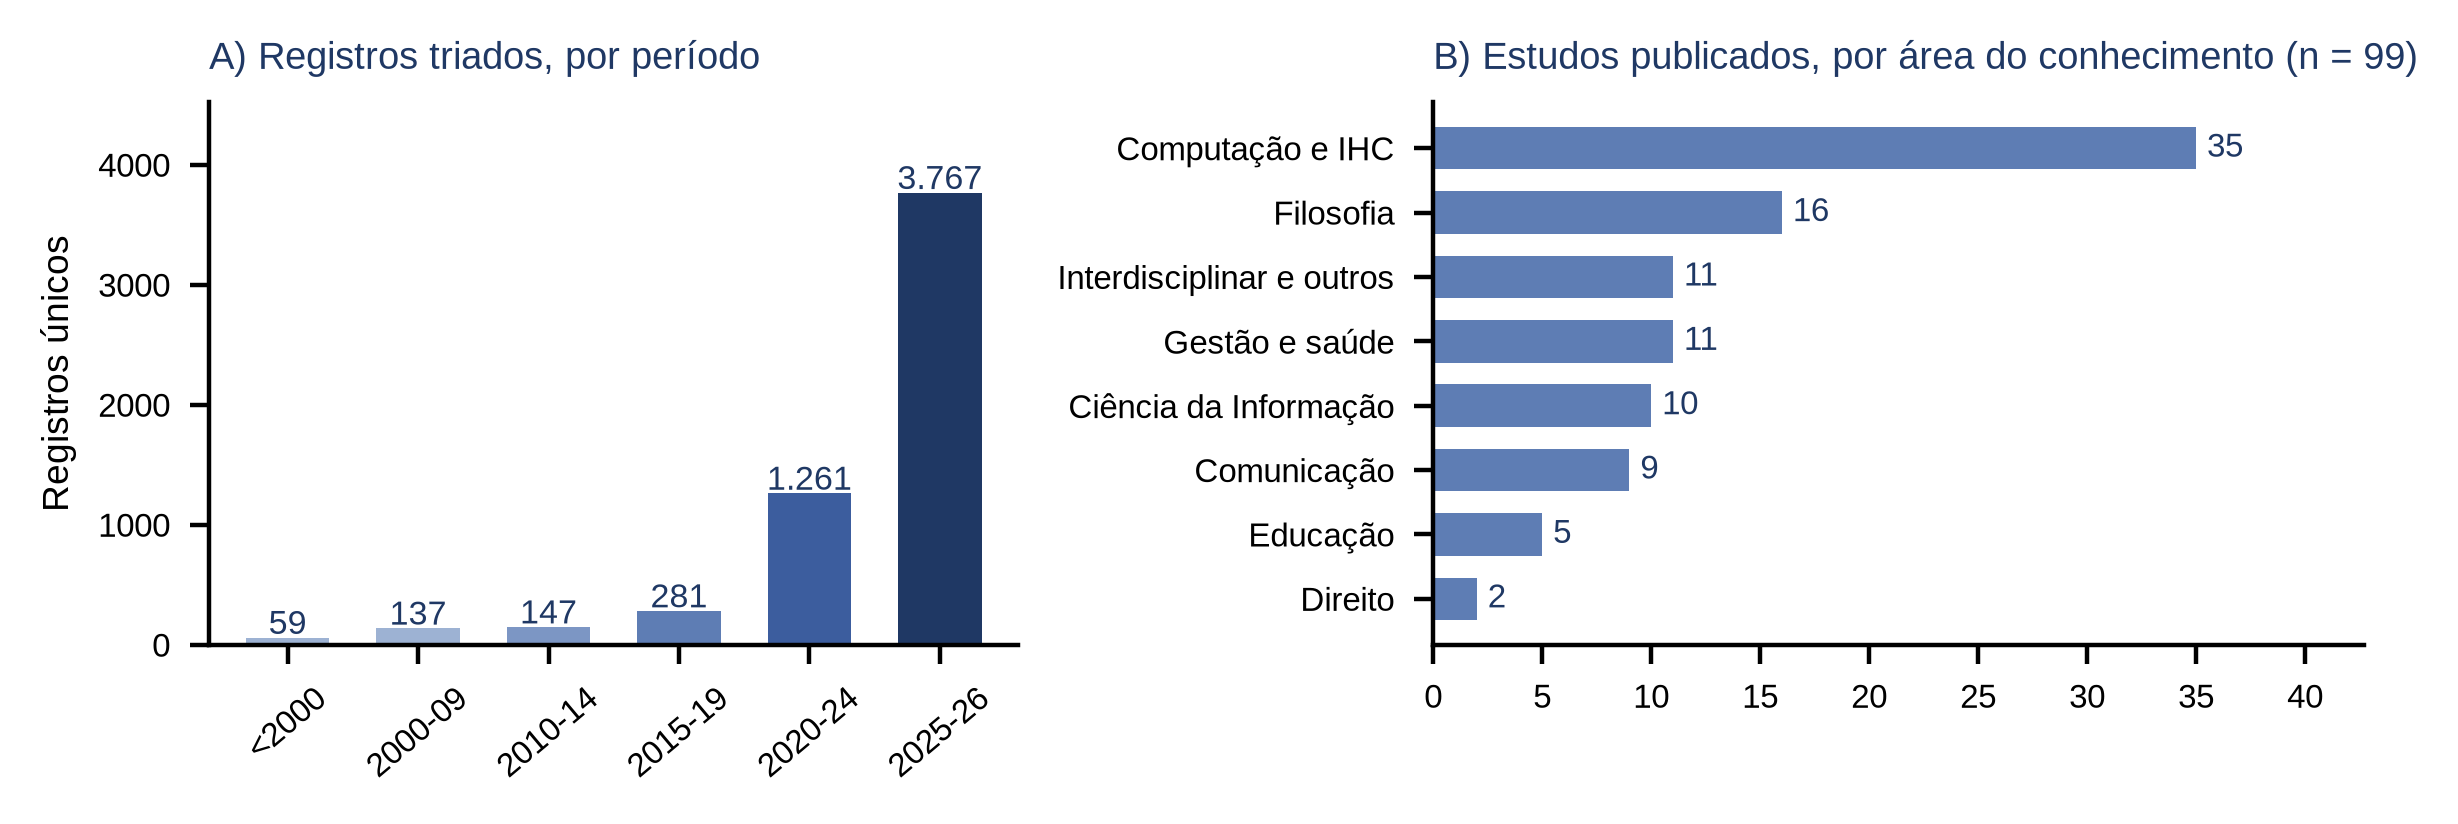 A) Registros triados, por período
Registros únicos
4000
3000
2000
1000
0
59
137
147
281
1.261
3.767
<2000
2000-09
2010-14
2015-19
2020-24
2025-26
B) Estudos publicados, por área do conhecimento (n = 99)
Computação e IHC 35
Filosofia 16
Interdisciplinar e outros 11
Gestão e saúde 11
Ciência da Informação 10
Comunicação 9
Educação 5
Direito 2
0 5 10 15 20 25 30 35 40